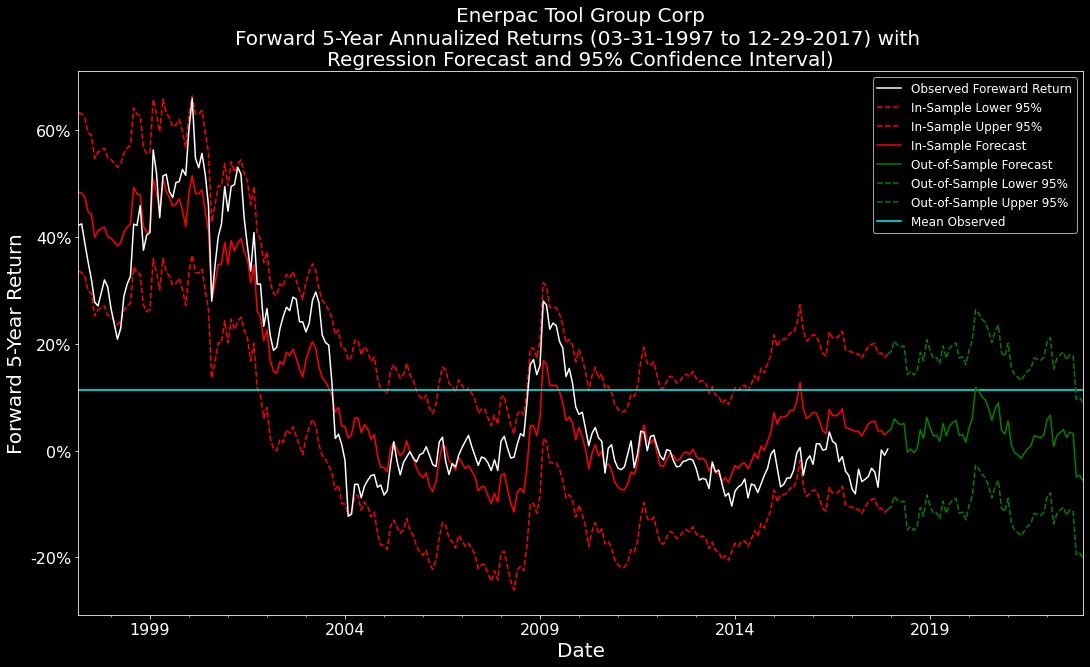 Enerpac Tool Group Corp
Forward 5-Year Annualized Returns (03-31-1997 to 12-29-2017) with
Regression Forecast and 95% Confidence Interval)
Observed Foreward Return
In-Sample Lower 95%
In-Sample Upper 95%
In-Sample Forecast
Out-of-Sample Forecast
Out-of-Sample Lower 95%
Out-of-Sample Upper 95%
Mean Observed
Forward 5-Year Return
60%
40%
20%
0%
-20%
1999
2004
2009
2014
2019
Date